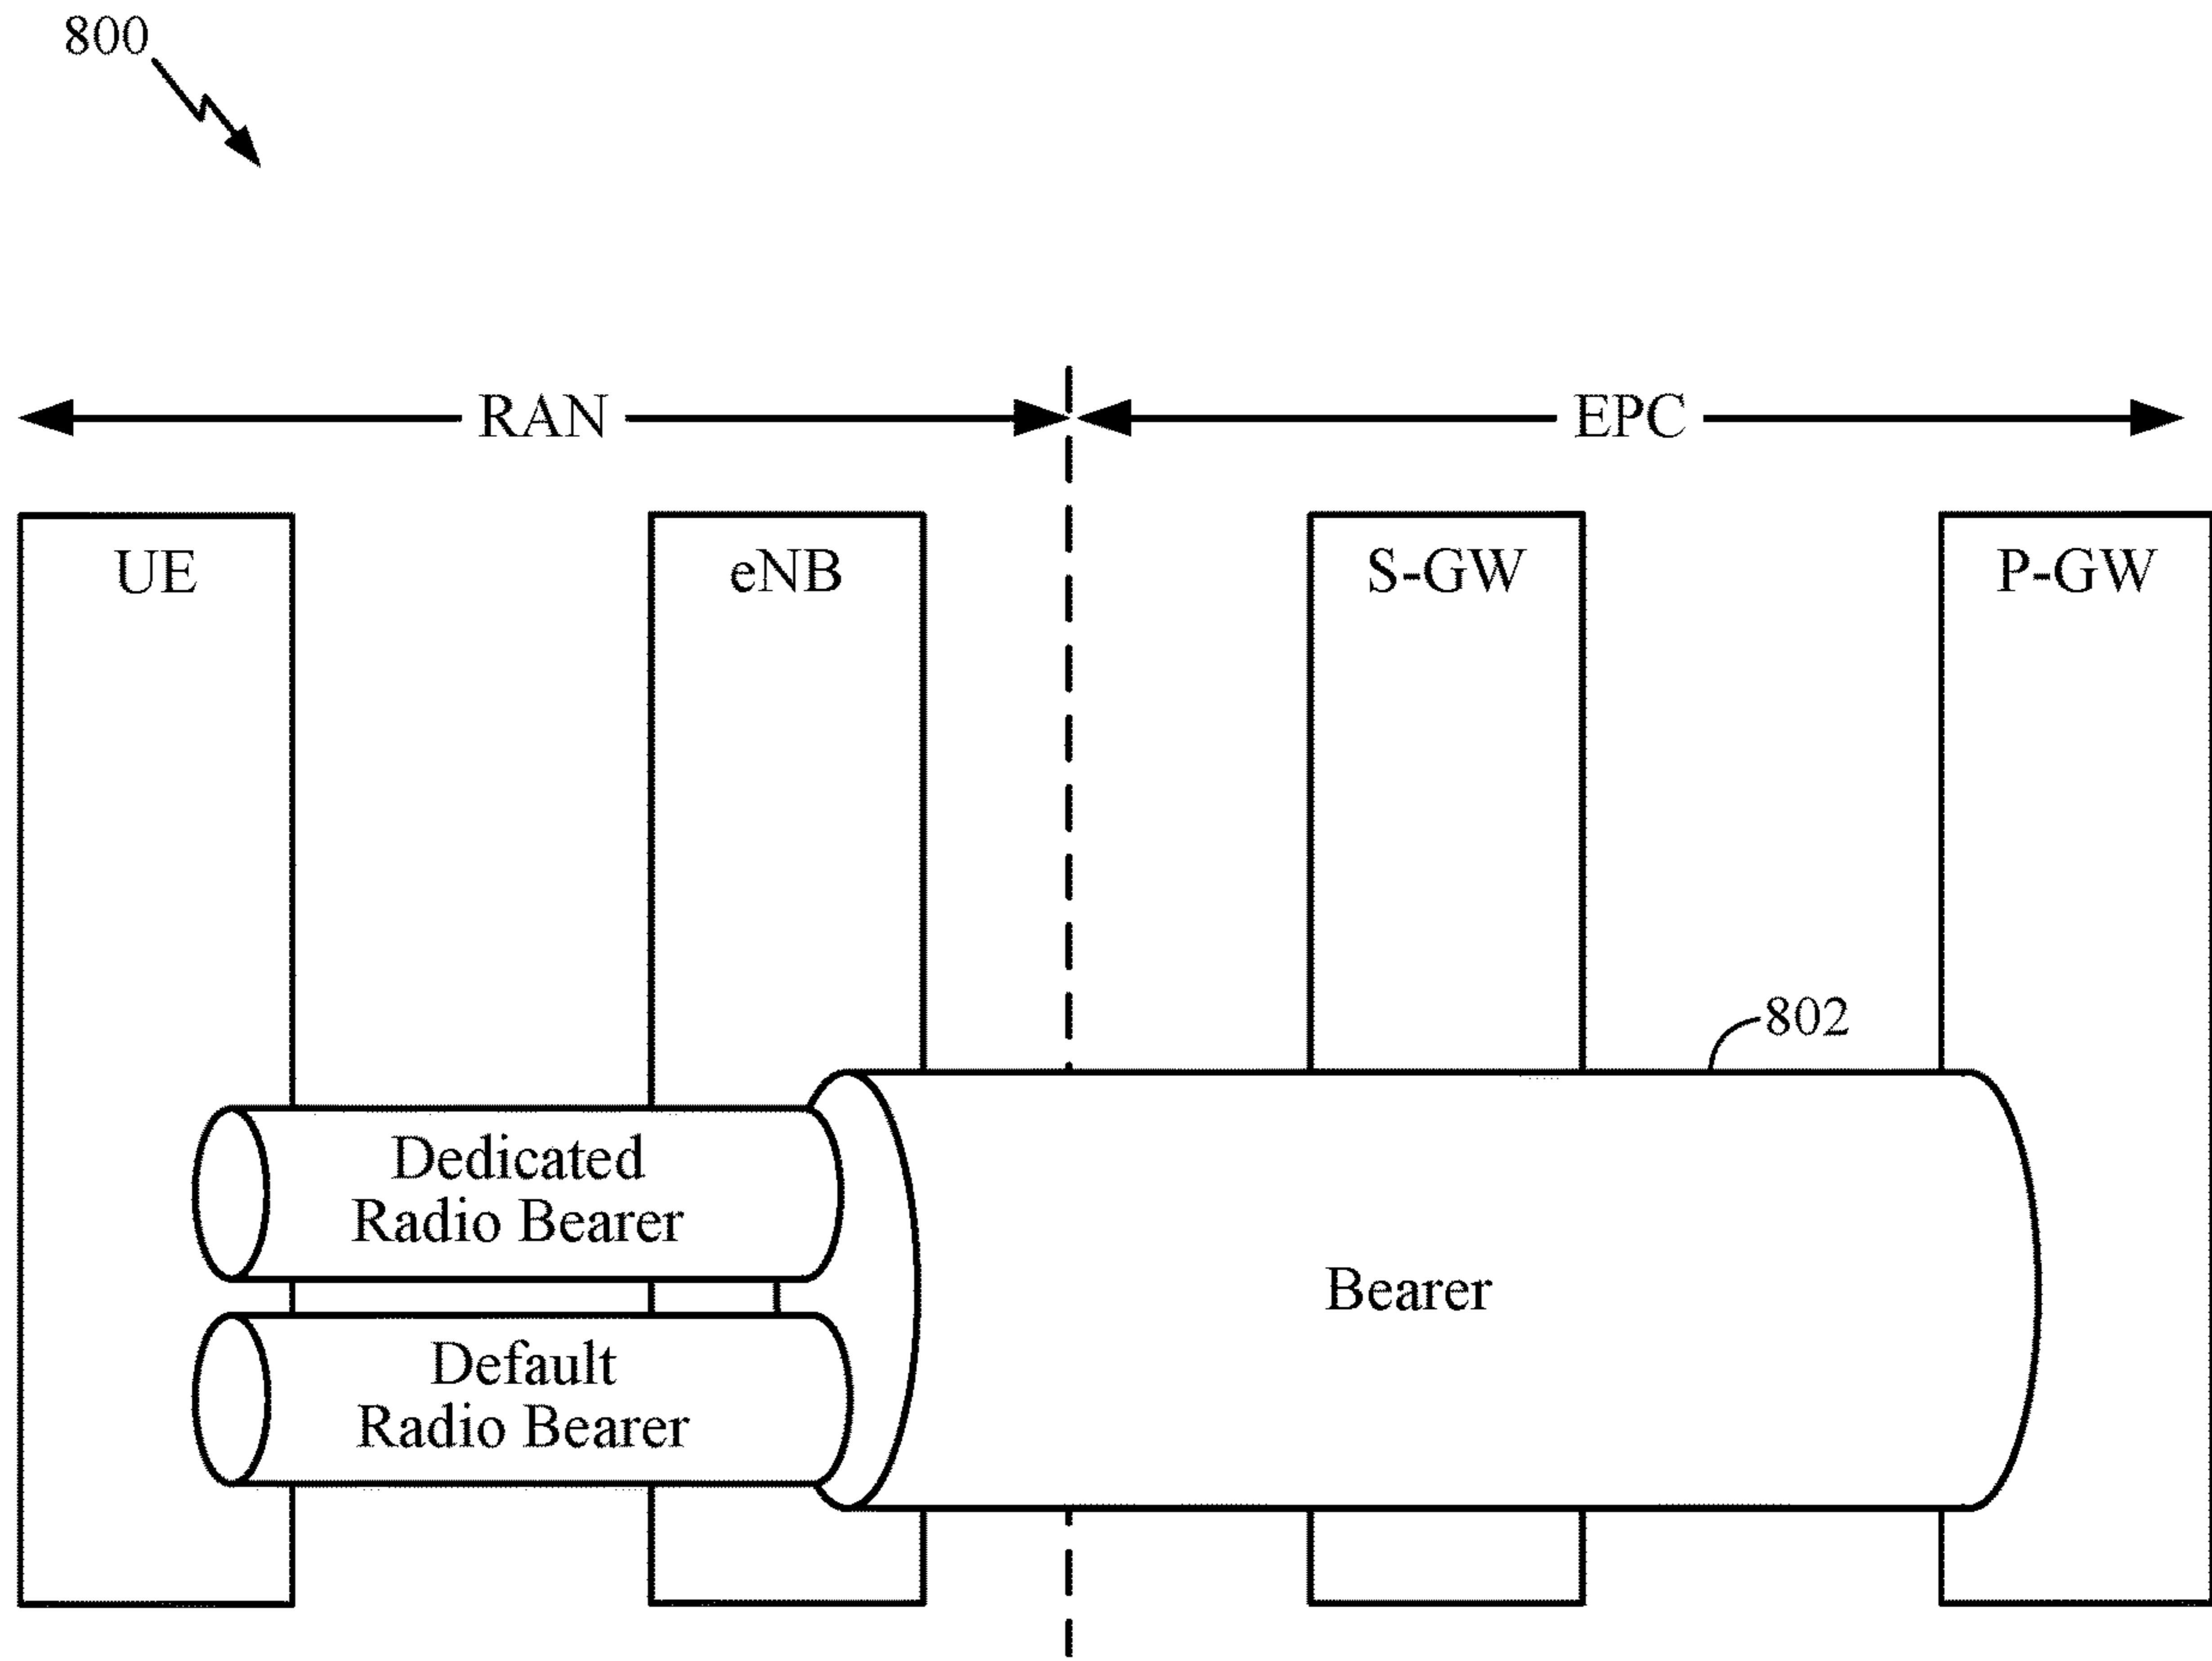 800
RAN
EPC
UE
eNB
S-GW
P-GW
802
Dedicated
Radio Bearer
Bearer
Default
Radio Bearer